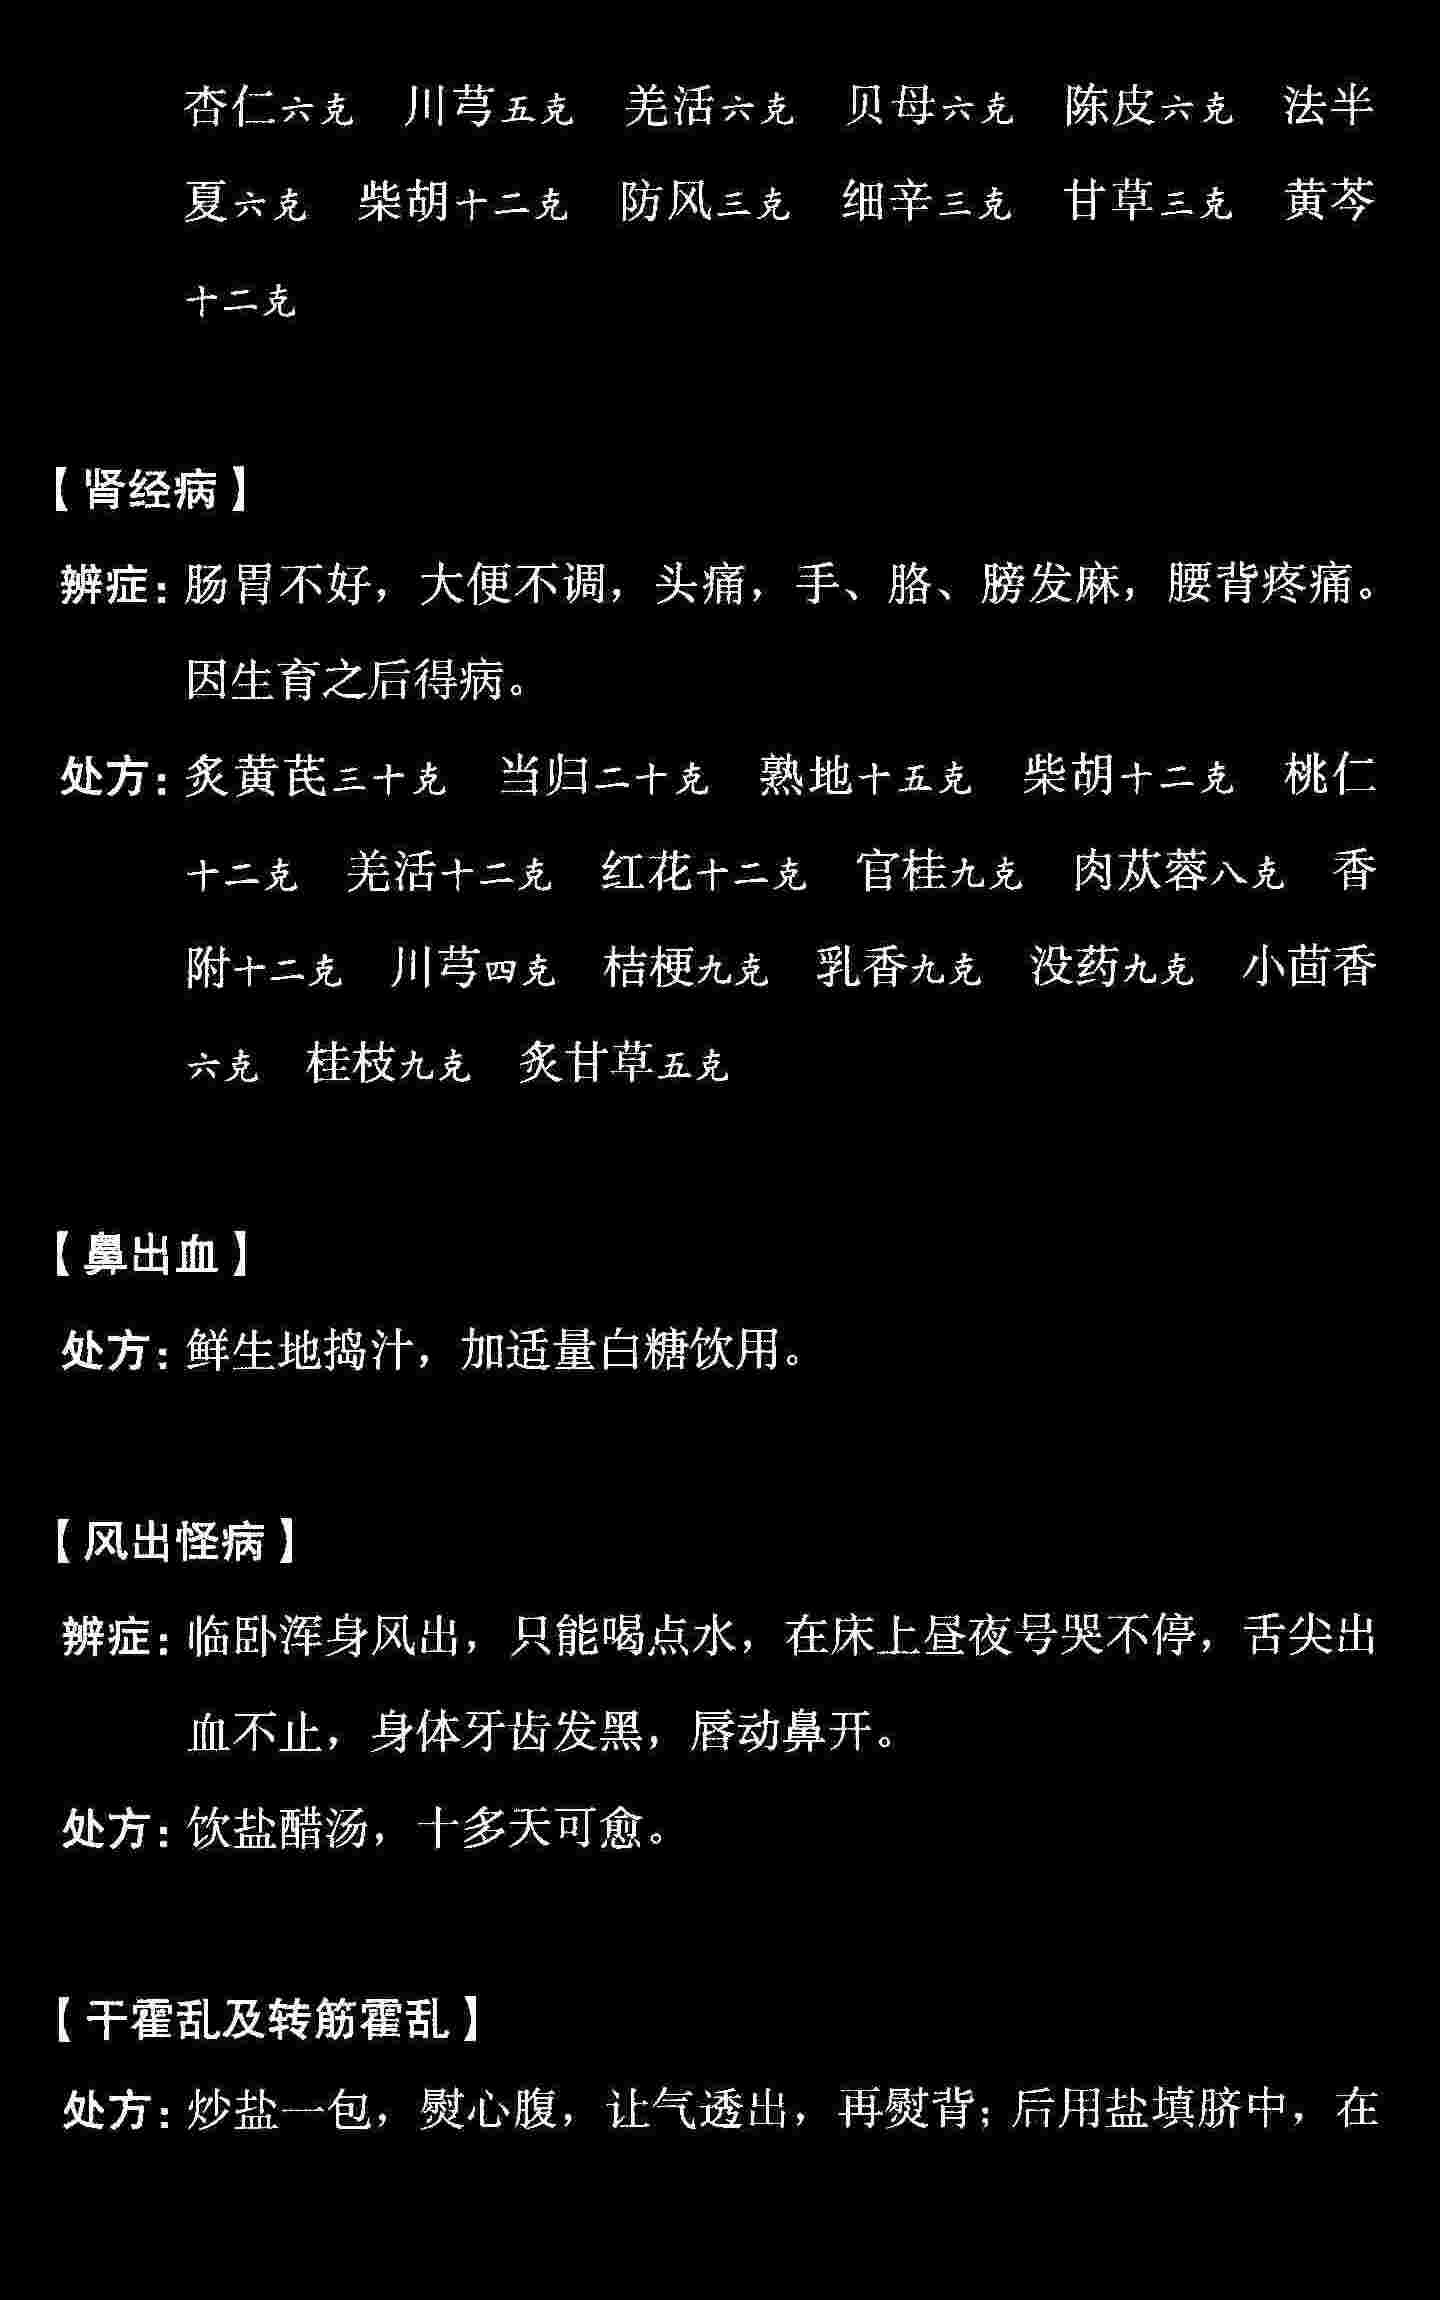 杏仁六克 川芎五克 羌活六克 贝母六克 陈皮六克 法半
夏六克 柴胡十二克 防风三克 细辛三克 甘草三克 黄芩
十二克
【肾经病】
辨症：肠胃不好，大便不调，头痛，手、胳、膀发麻，腰背疼痛。
因生育之后得病。
处方：炙黄芪三十克 当归二十克 熟地十五克 柴胡十二克 桃仁
十二克 羌活十二克 红花十二克 官桂九克 肉苁蓉八克 香
附十二克 川芎四克 桔梗九克 乳香九克 没药九克 小茴香
六克 桂枝九克 炙甘草五克
【鼻出血】
处方：鲜生地捣汁，加适量白糖饮用。
【风出怪病】
辨症：临卧浑身风出，只能喝点水，在床上昼夜号哭不停，舌尖出
血不止，身体牙齿发黑，唇动鼻开。
处方：饮盐醋汤，十多天可愈。
【干霍乱及转筋霍乱】
处方：炒盐一包，熨心腹，让气透出，再熨背；后用盐填脐中，在